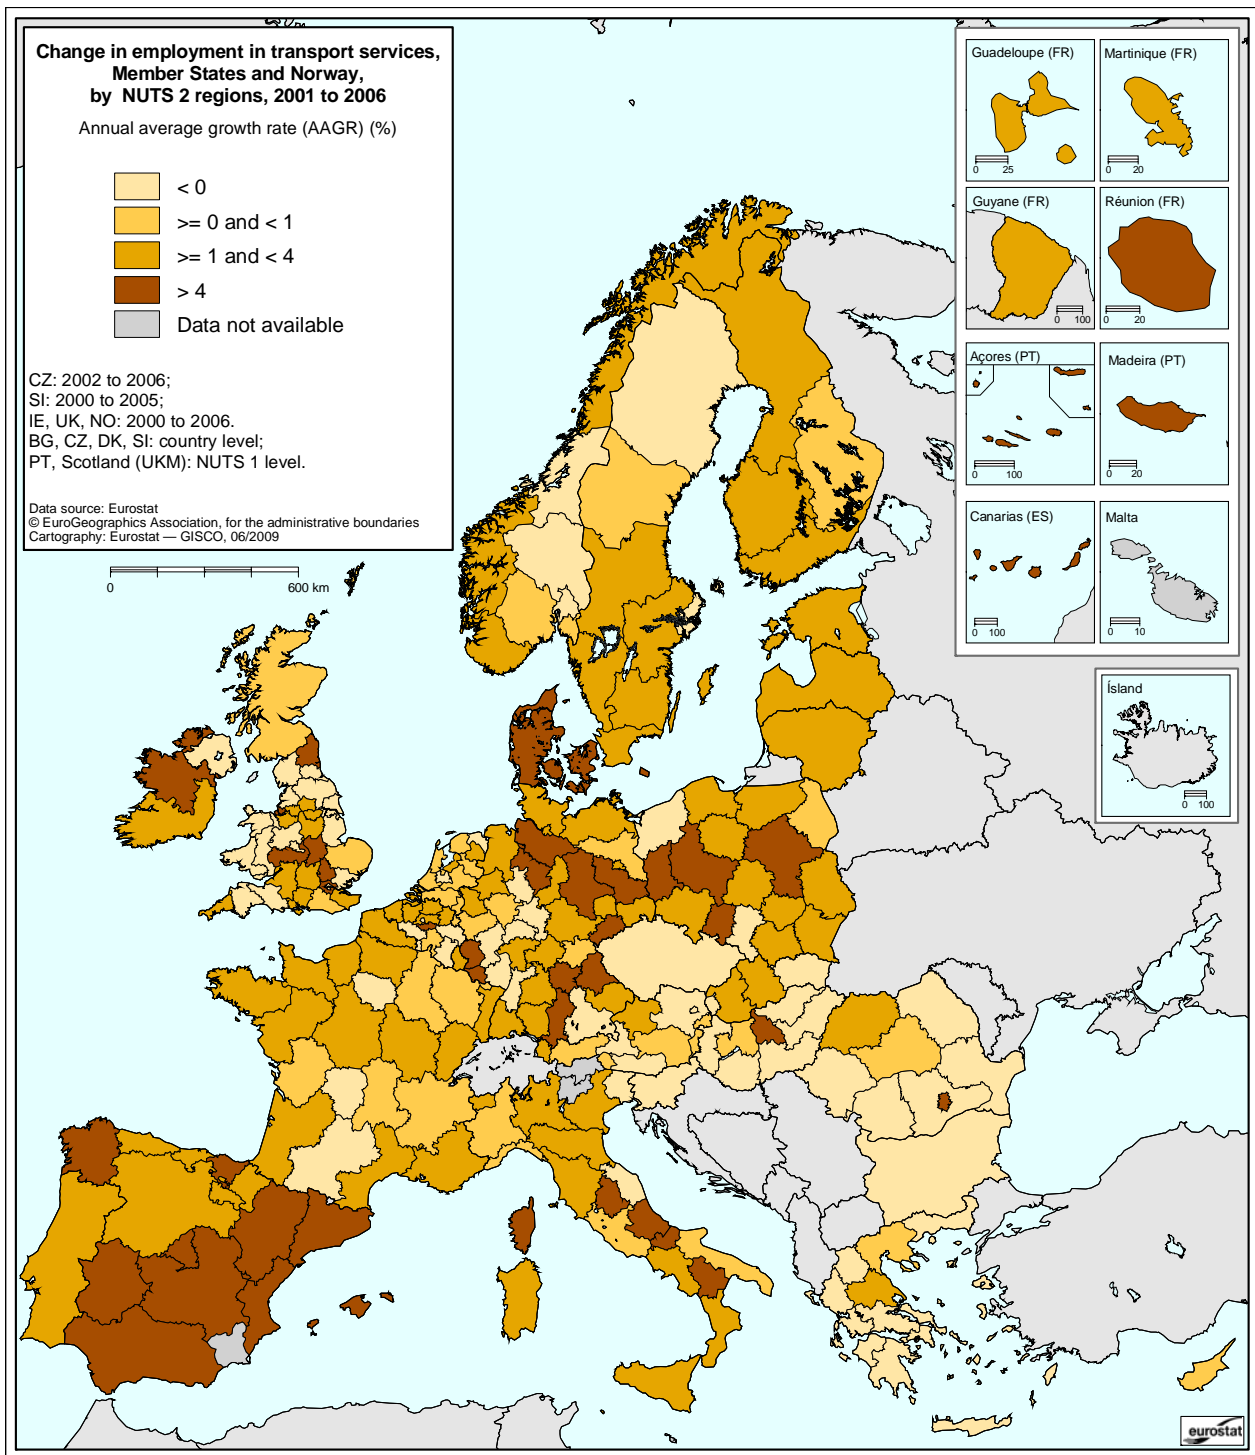 Change in employment in transport services,
Member States and Norway,
by NUTS 2 regions, 2001 to 2006
Annual average growth rate (AAGR) (%)
< 0
>= 0 and < 1
>= 1 and < 4
> 4
Data not available
CZ: 2002 to 2006;
SI: 2000 to 2005;
IE, UK, NO: 2000 to 2006.
BG, CZ, DK, SI: country level;
PT, Scotland (UKM): NUTS 1 level.
Data source: Eurostat
© EuroGeographics Association, for the administrative boundaries
Cartography: Eurostat — GISCO, 06/2009
0 600 km
Guadeloupe (FR)
0 25
Martinique (FR)
0 20
Guyane (FR)
0 100
Réunion (FR)
0 20
Açores (PT)
0 100
Madeira (PT)
0 20
Canarias (ES)
0 100
Malta
0 10
Ísland
0 100
eurostat